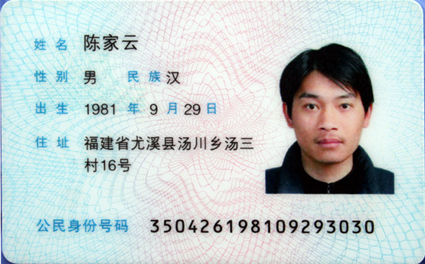 姓名 陈家云
性别 男 民族 汉
出生 1981 年 9 月 29 日
住址 福建省尤溪县汤川乡汤三
村16号
公民身份号码 350426198109293030